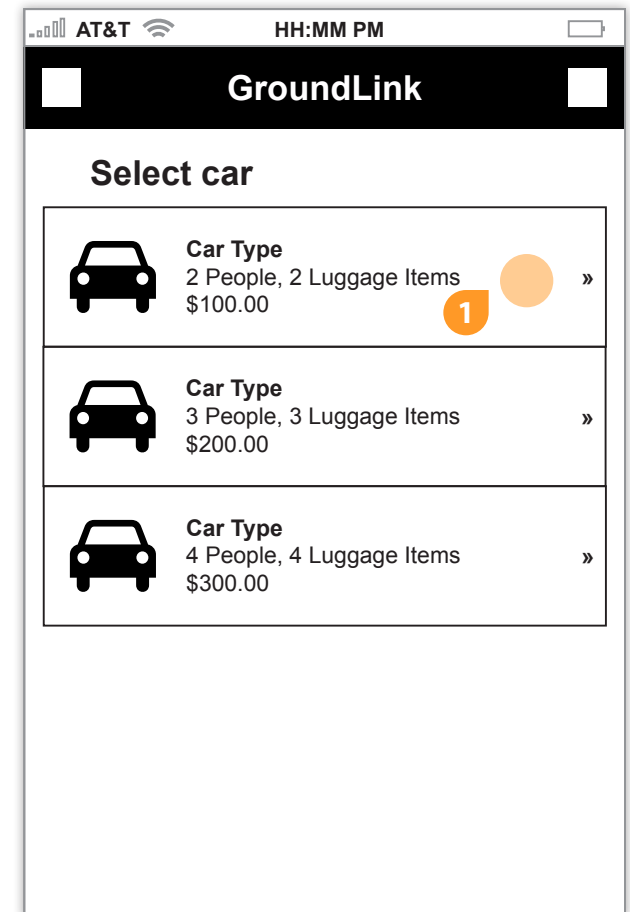 AT&T HH:MM PM
GroundLink
Select car
Car Type
2 People, 2 Luggage Items
$100.00
»
1
Car Type
3 People, 3 Luggage Items
$200.00
»
Car Type
4 People, 4 Luggage Items
$300.00
»